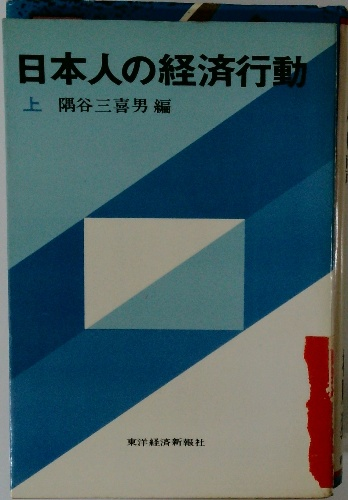 日本人の経済行動
上 隅谷三喜男 編
東洋経済新報社